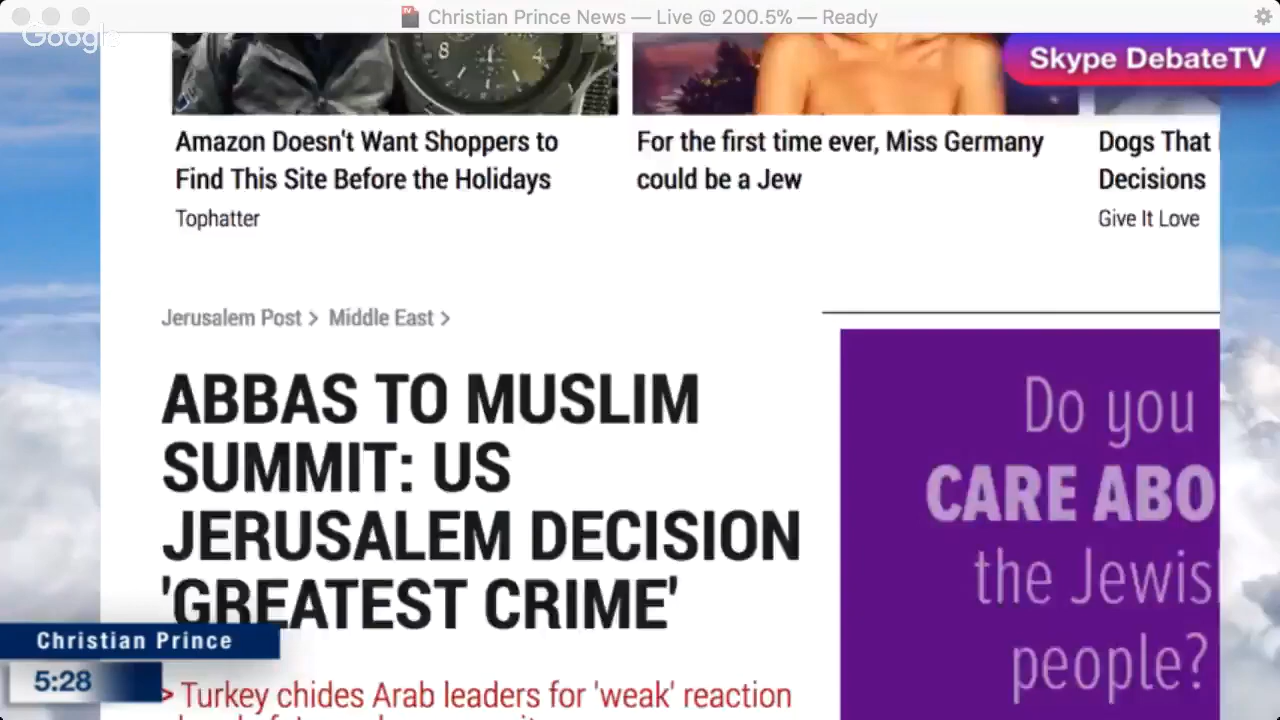 Christian Prince News — Live @ 200.5% — Ready
Google
Skype DebateTV
Amazon Doesn't Want Shoppers to
Find This Site Before the Holidays
Tophatter
For the first time ever, Miss Germany
could be a Jew
Dogs That
Decisions
Give It Love
Jerusalem Post > Middle East >
ABBAS TO MUSLIM
SUMMIT: US
JERUSALEM DECISION
'GREATEST CRIME'
> Turkey chides Arab leaders for 'weak' reaction
Do you
CARE ABO
the Jewis
people?
Christian Prince
5:28